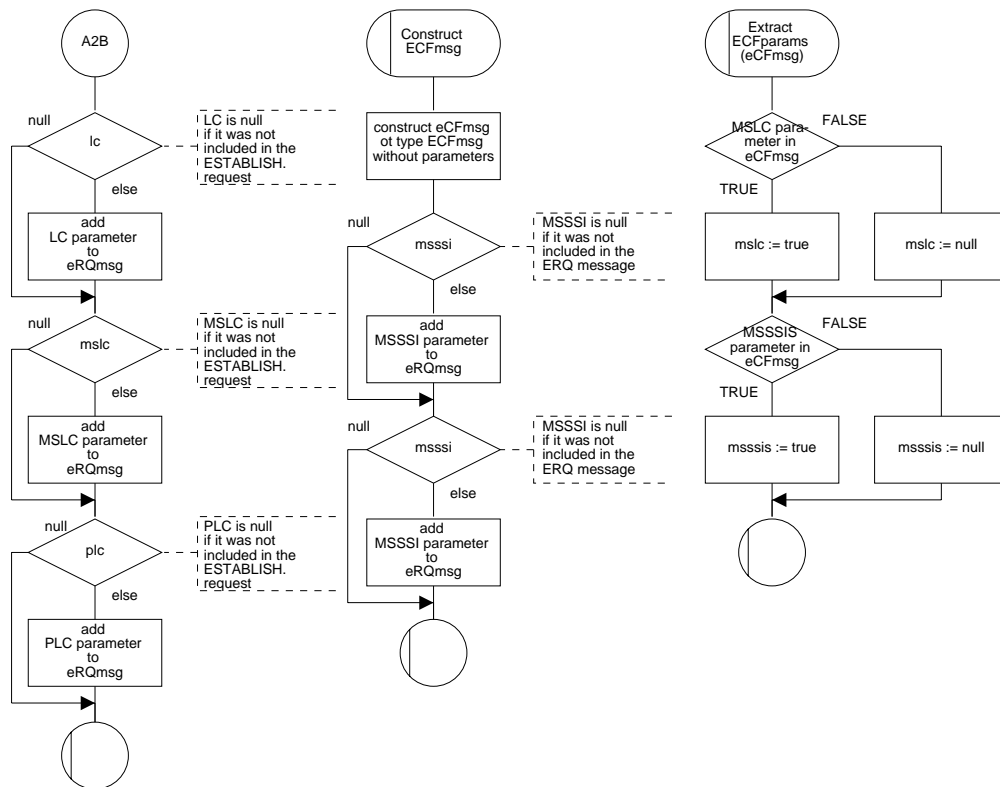 A2B
null
lc
else
LC is null
if it was not
included in the
ESTABLISH.
request
add
LC parameter
to
eRQmsg
null
mslc
else
MSLC is null
if it was not
included in the
ESTABLISH.
request
add
MSLC parameter
to
eRQmsg
null
plc
else
PLC is null
if it was not
included in the
ESTABLISH.
request
add
PLC parameter
to
eRQmsg
Construct
ECFmsg
construct eCFmsg
ot type ECFmsg
without parameters
null
msssi
else
MSSSI is null
if it was not
included in the
ERQ message
add
MSSSI parameter
to
eRQmsg
null
msssi
else
MSSSI is null
if it was not
included in the
ERQ message
add
MSSSI parameter
to
eRQmsg
Extract
ECFparams
(eCFmsg)
MSLC para-
meter in
eCFmsg
FALSE
TRUE
mslc := true
mslc := null
MSSSIS
parameter in
eCFmsg
FALSE
TRUE
msssis := true
msssis := null